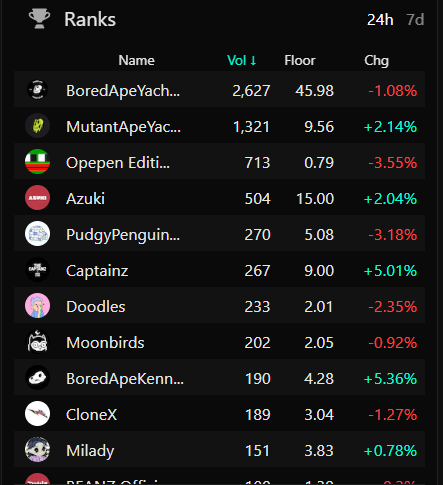 Ranks 24h 7d
Name Vol ↓ Floor Chg
BoredApeYach... 2,627 45.98 -1.08%
MutantApeYac... 1,321 9.56 +2.14%
Opepen Editi... 713 0.79 -3.55%
AZUKI Azuki 504 15.00 +2.04%
PudgyPenguin... 270 5.08 -3.18%
THE CAPTAINZ Captainz 267 9.00 +5.01%
Doodles 233 2.01 -2.35%
Moonbirds 202 2.05 -0.92%
BoredApeKenn... 190 4.28 +5.36%
CloneX 189 3.04 -1.27%
Milady 151 3.83 +0.78%